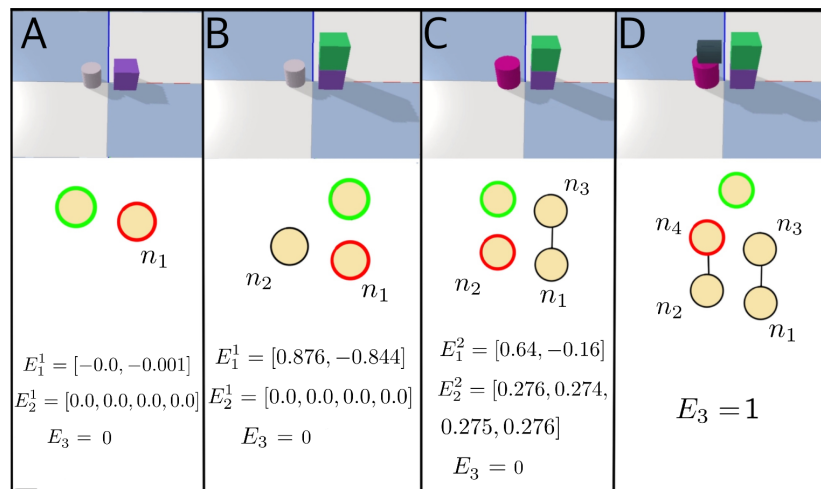 A
B
C
D
n₁
n₂
n₁
n₃
n₂
n₁
n₄
n₃
n₂
n₁
E₁¹ = [−0.0, −0.001]
E₂¹ = [0.0, 0.0, 0.0, 0.0]
E₃ = 0
E₁¹ = [0.876, −0.844]
E₂¹ = [0.0, 0.0, 0.0, 0.0]
E₃ = 0
E₁² = [0.64, −0.16]
E₂² = [0.276, 0.274,
0.275, 0.276]
E₃ = 0
E₃ = 1